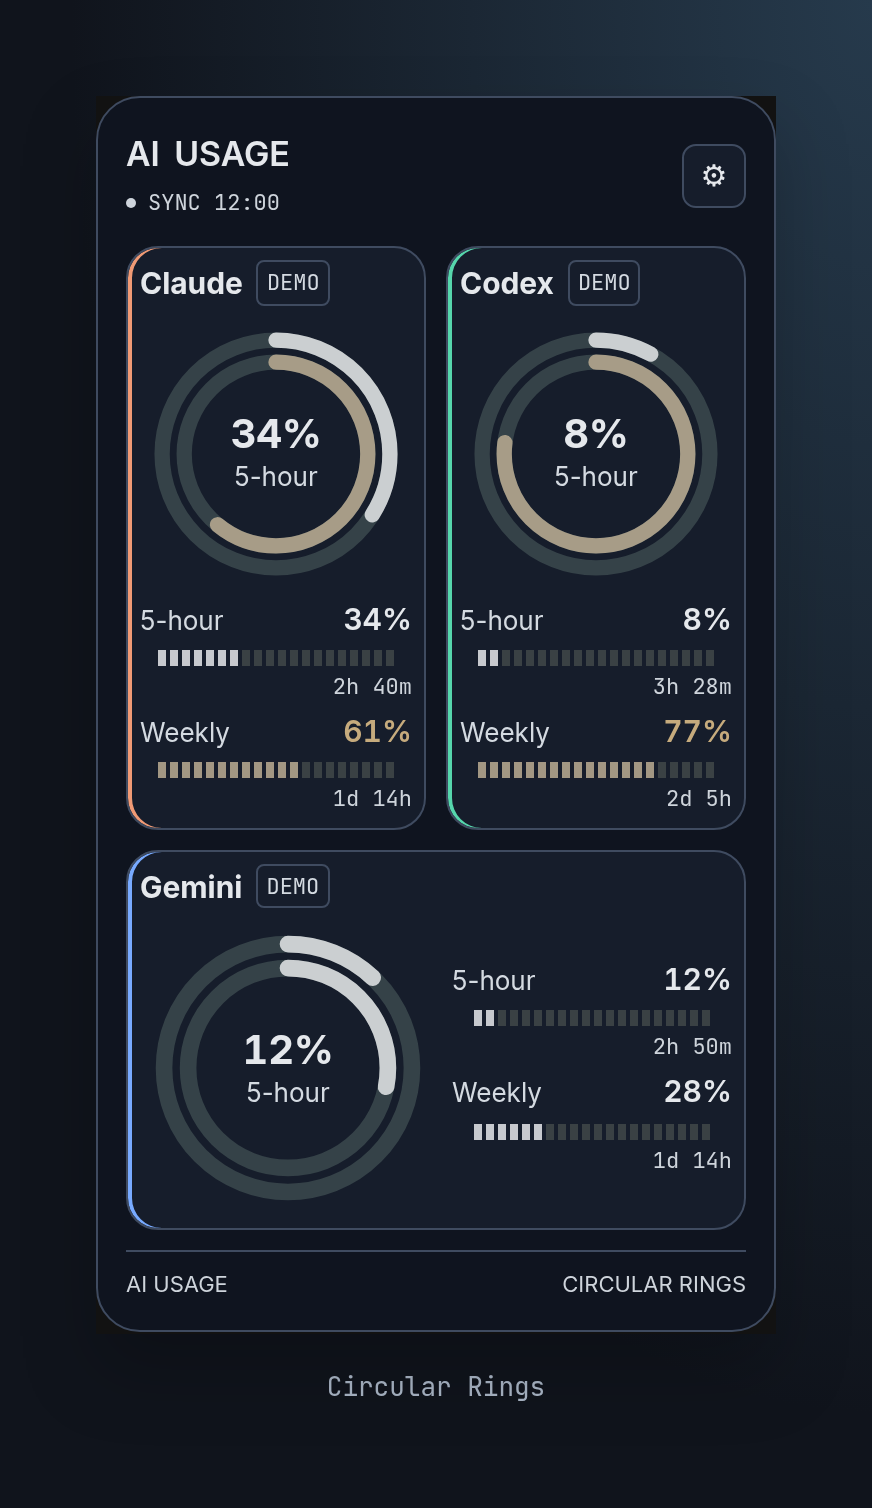 AI USAGE
SYNC 12:00
Claude DEMO
34%
5-hour
5-hour 34%
2h 40m
Weekly 61%
1d 14h
Codex DEMO
8%
5-hour
5-hour 8%
3h 28m
Weekly 77%
2d 5h
Gemini DEMO
12%
5-hour
5-hour 12%
2h 50m
Weekly 28%
1d 14h
AI USAGE CIRCULAR RINGS
Circular Rings